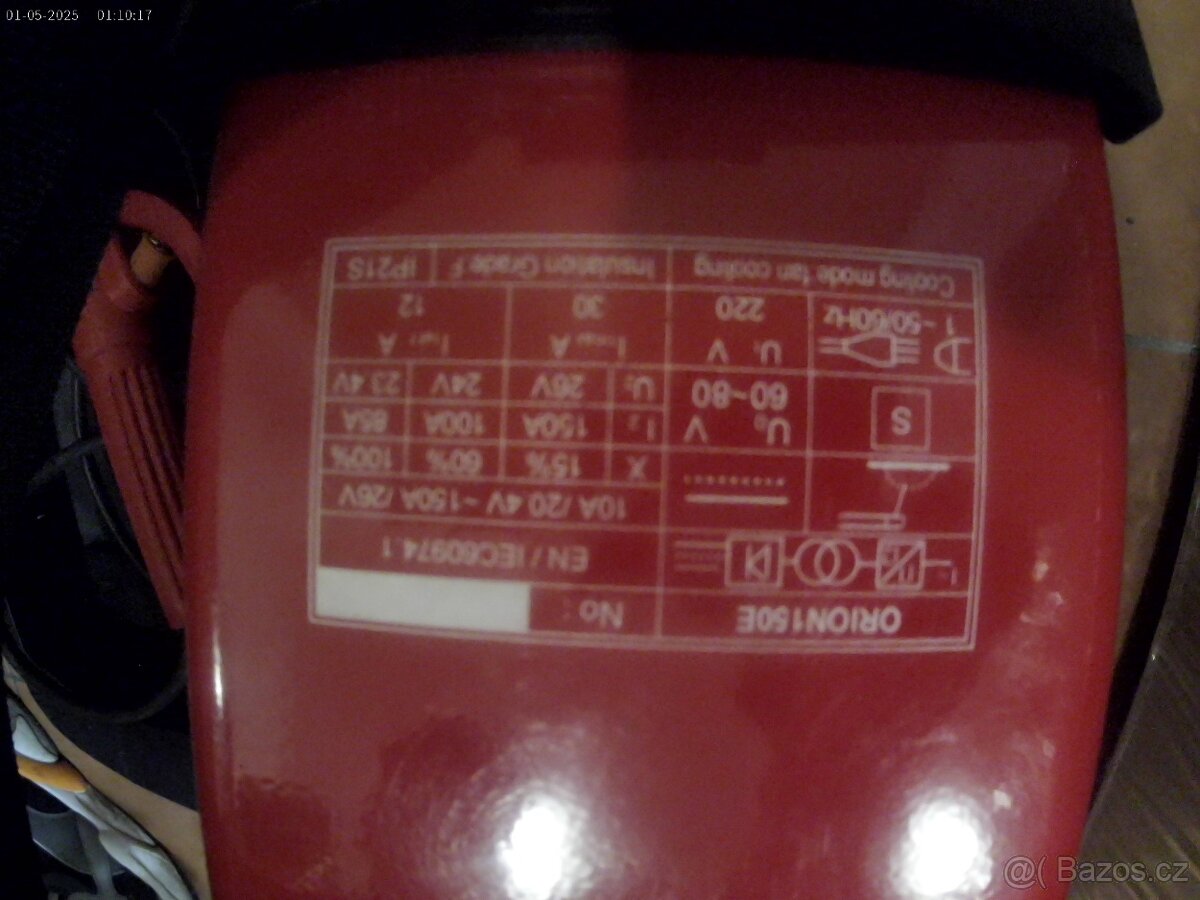 01-05-2025 01:10:17
ORION150E
No :
EN / IEC60974.1
10A /20.4V ~150A /26V
X 15% 60% 100%
I₂ 150A 100A 85A
U₀ V
60~80
U₂ 26V 24V 23.4V
S
U₁ V
220
1~50/60Hz
A
30
A
12
Cooling mode fan cooling
Insulation Grade F
IP21S
@( Bazos.cz